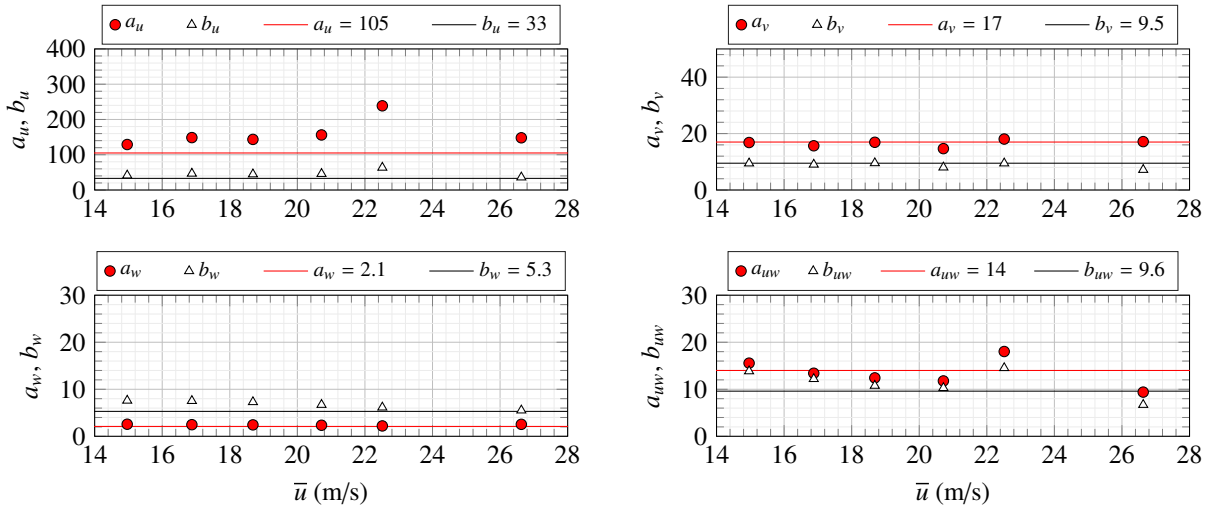 a_u b_u a_u = 105 b_u = 33
400
300
200
100
0
a_u, b_u
14 16 18 20 22 24 26 28
a_v b_v a_v = 17 b_v = 9.5
40
20
0
a_v, b_v
14 16 18 20 22 24 26 28
a_w b_w a_w = 2.1 b_w = 5.3
30
20
10
0
a_w, b_w
14 16 18 20 22 24 26 28
u̅ (m/s)
a_uw b_uw a_uw = 14 b_uw = 9.6
30
20
10
0
a_uw, b_uw
14 16 18 20 22 24 26 28
u̅ (m/s)